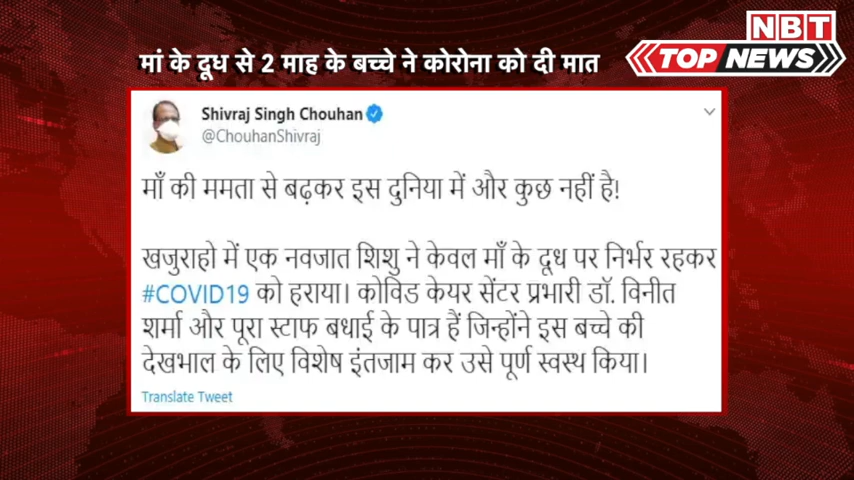 NBT
TOP NEWS
मां के दूध से 2 माह के बच्चे ने कोरोना को दी मात
Shivraj Singh Chouhan
@ChouhanShivraj
माँ की ममता से बढ़कर इस दुनिया में और कुछ नहीं है!
खजुराहो में एक नवजात शिशु ने केवल माँ के दूध पर निर्भर रहकर
#COVID19 को हराया। कोविड केयर सेंटर प्रभारी डॉ. विनीत
शर्मा और पूरा स्टाफ बधाई के पात्र हैं जिन्होंने इस बच्चे की
देखभाल के लिए विशेष इंतजाम कर उसे पूर्ण स्वस्थ किया।
Translate Tweet